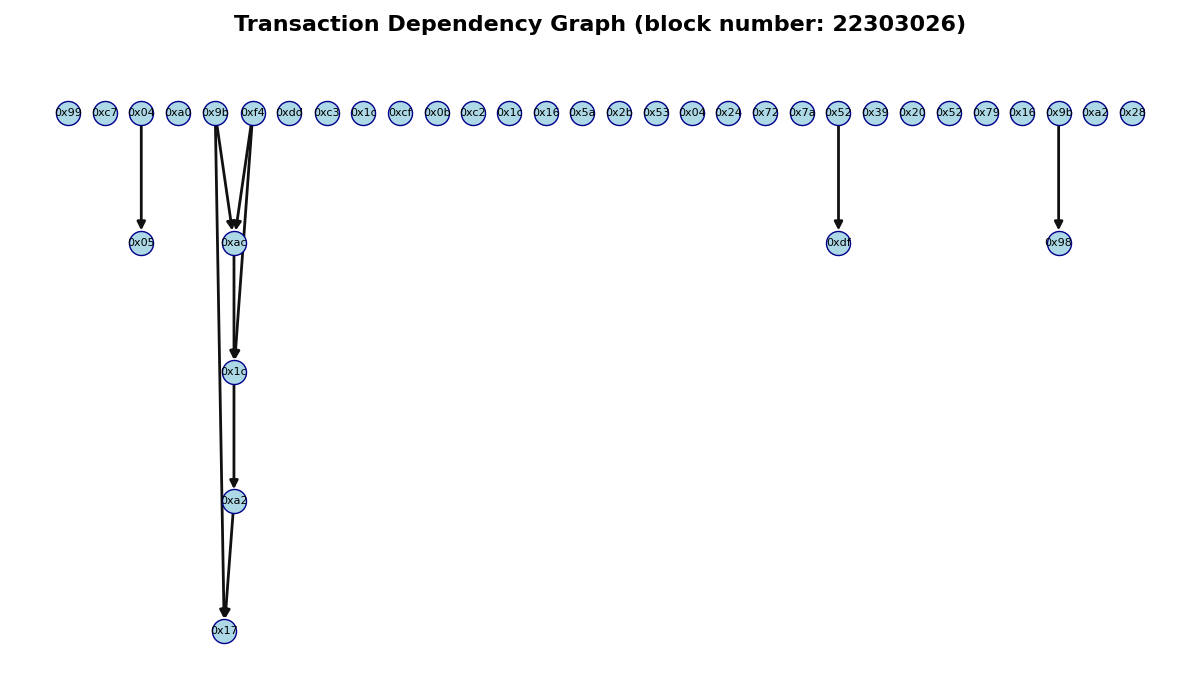 Transaction Dependency Graph (block number: 22303026)
0x99 0xc7 0x04 0xa0 0x9b 0xf4 0xdd 0xc3 0x1c 0xcf 0x0b 0xc2 0x1c 0x16 0x5a 0x2b 0x53 0x04 0x24 0x72 0x7a 0x52 0x39 0x20 0x52 0x79 0x16 0x9b 0xa2 0x28
0x05 0xac 0xdf 0x98
0x1c
0xa2
0x17